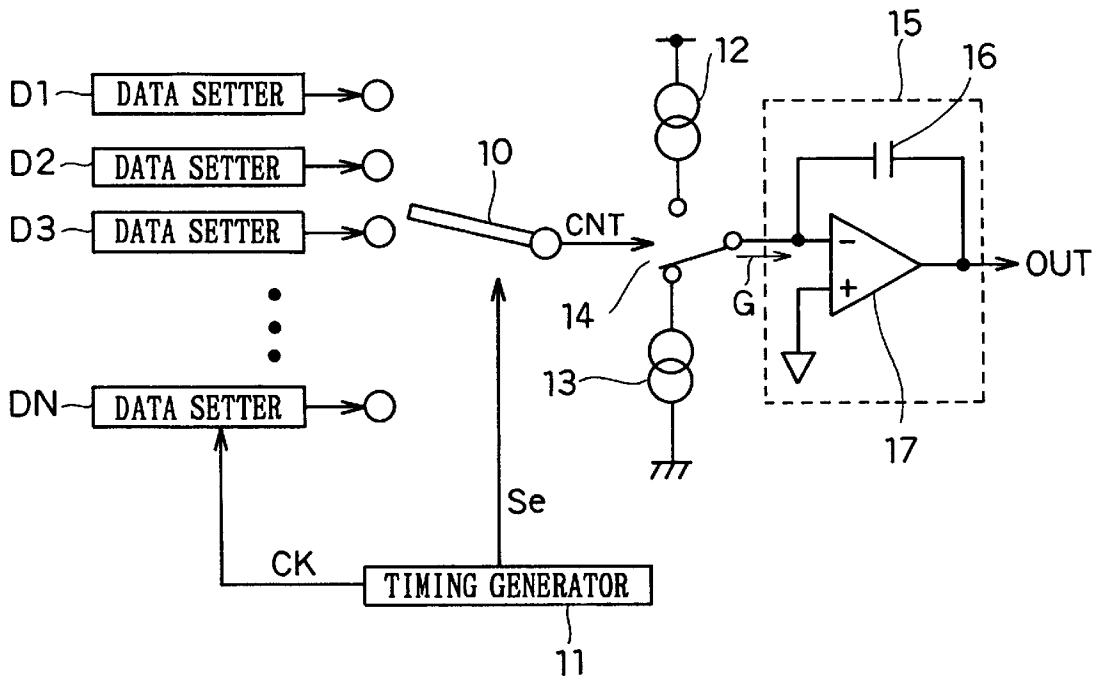 D1 DATA SETTER
D2 DATA SETTER
D3 DATA SETTER
DN DATA SETTER
10
CNT
12
15
16
14
G
−
+
OUT
13
17
Se
CK
TIMING GENERATOR
11